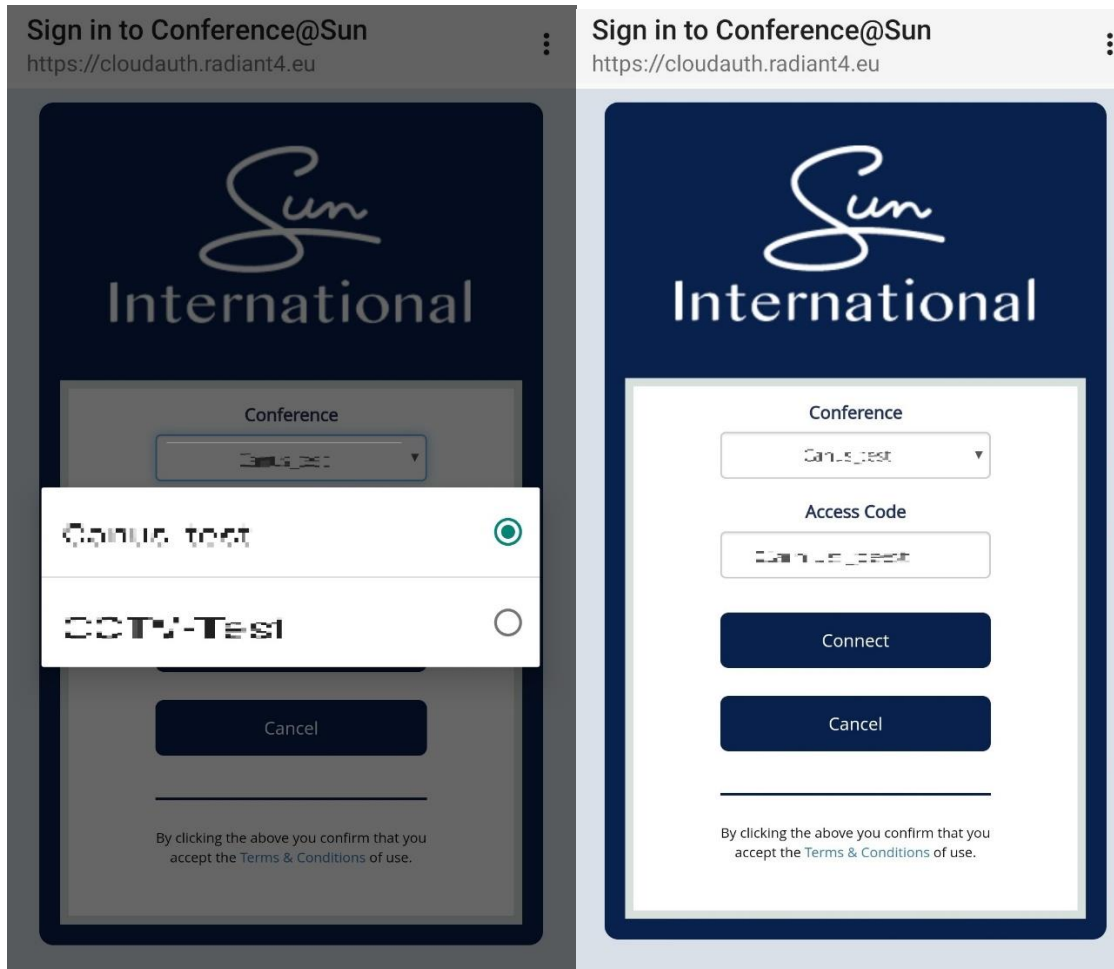 Sign in to Conference@Sun
https://cloudauth.radiant4.eu
Sun
International
Conference
CCTV-Test
Cancel
By clicking the above you confirm that you
accept the Terms & Conditions of use.
Sign in to Conference@Sun
https://cloudauth.radiant4.eu
Sun
International
Conference
Access Code
Connect
Cancel
By clicking the above you confirm that you
accept the Terms & Conditions of use.